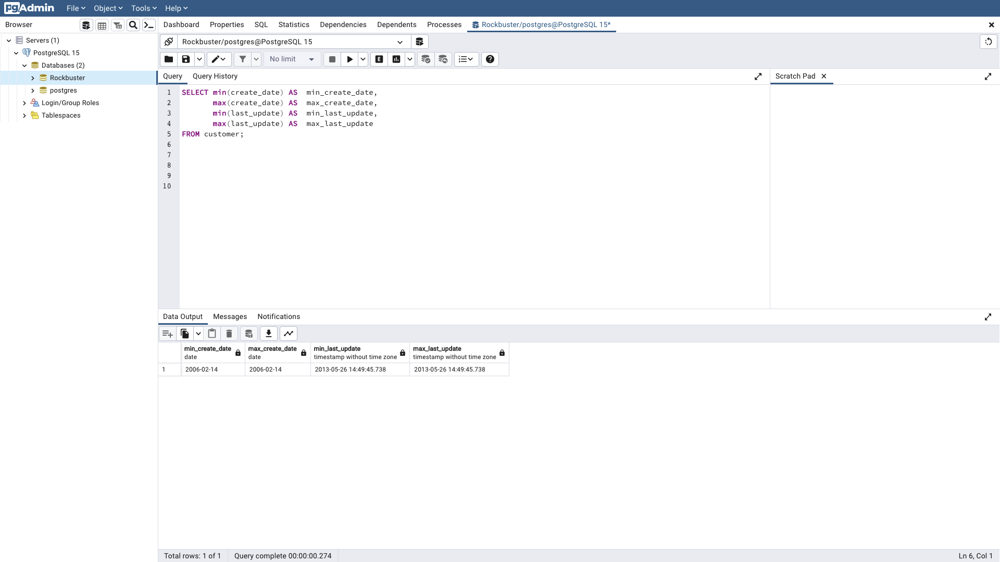 pgAdmin File Object Tools Help
Browser
Dashboard Properties SQL Statistics Dependencies Dependents Processes Rockbuster/postgres@PostgreSQL 15*
Servers (1)
PostgreSQL 15
Databases (2)
Rockbuster
postgres
Login/Group Roles
Tablespaces
Rockbuster/postgres@PostgreSQL 15
No limit E
Query Query History
Scratch Pad
1 SELECT min(create_date) AS  min_create_date,
2 max(create_date) AS  max_create_date,
3 min(last_update) AS  min_last_update,
4 max(last_update) AS  max_last_update
5 FROM customer;
6
7
8
9
10
Data Output Messages Notifications
min_create_date max_create_date min_last_update max_last_update
date date timestamp without time zone timestamp without time zone
1 2006-02-14 2006-02-14 2013-05-26 14:49:45.738 2013-05-26 14:49:45.738
Total rows: 1 of 1 Query complete 00:00:00.274 Ln 6, Col 1